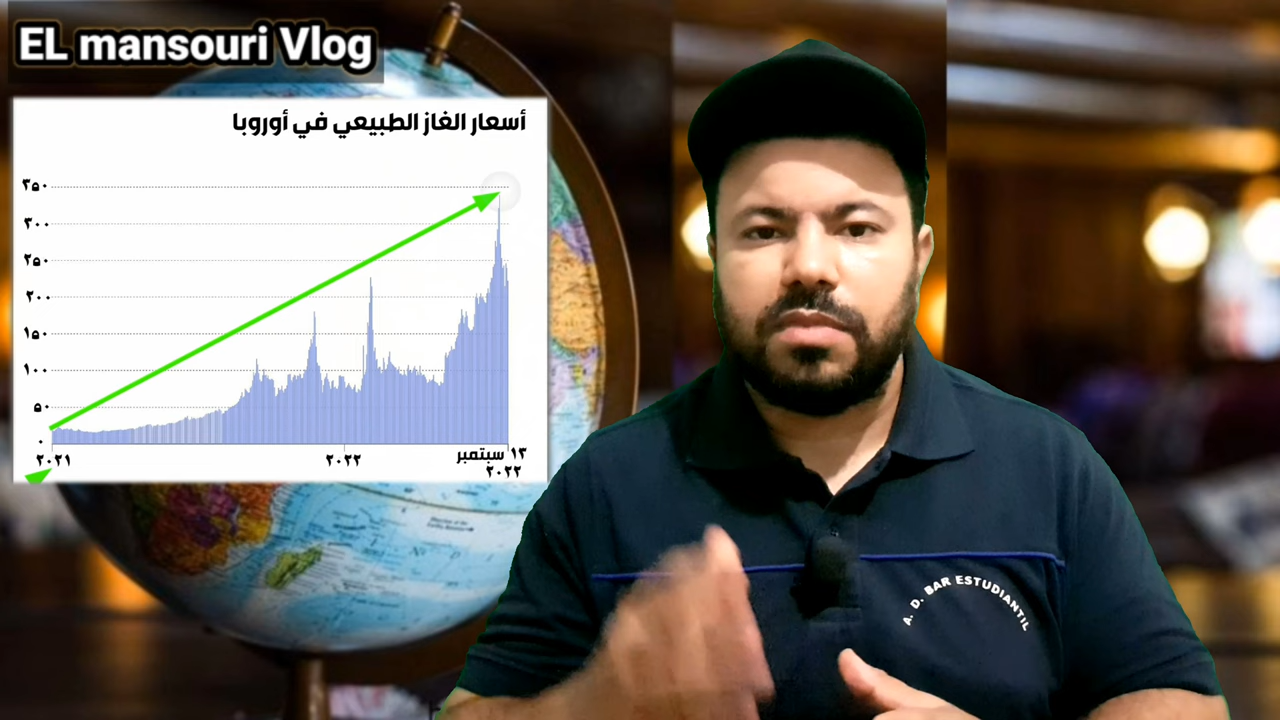 EL mansouri Vlog
أسعار الغاز الطبيعي في أوروبا
٣٥٠
٣٠٠
٢٥٠
٢٠٠
١٥٠
١٠٠
٥٠
٠
٢٠٢١
٢٠٢٢
١٣ سبتمبر
٢٠٢٢
A. D. BAR ESTUDIANTIL